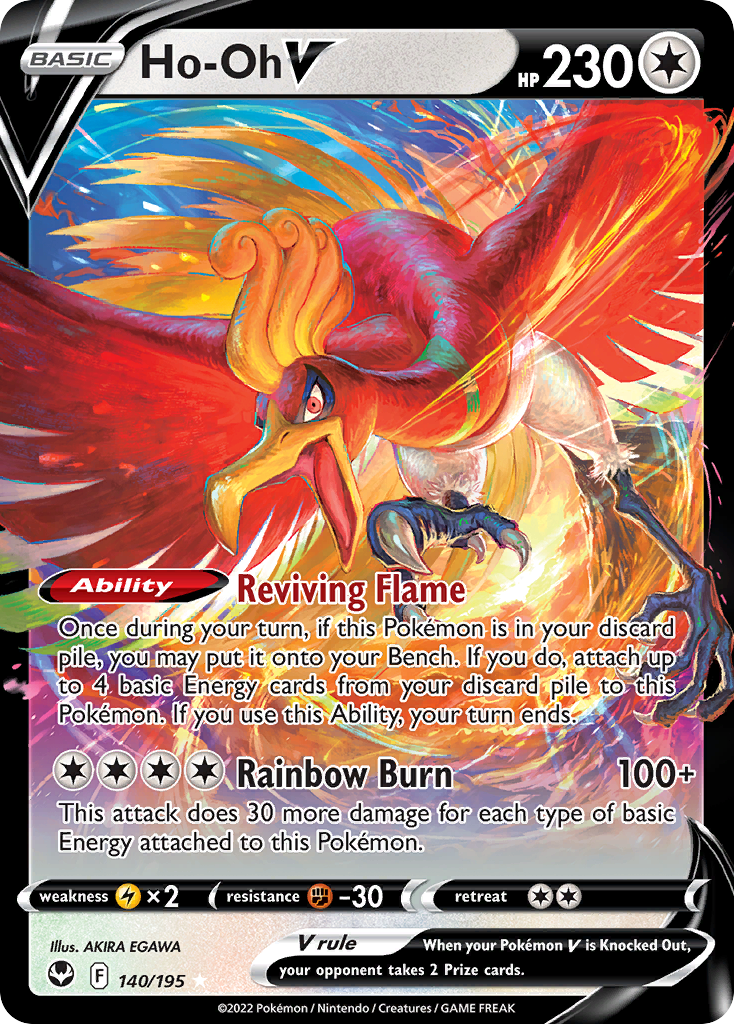 BASIC Ho-Oh V HP 230
Ability Reviving Flame
Once during your turn, if this Pokémon is in your discard
pile, you may put it onto your Bench. If you do, attach up
to 4 basic Energy cards from your discard pile to this
Pokémon. If you use this Ability, your turn ends.
Rainbow Burn 100+
This attack does 30 more damage for each type of basic
Energy attached to this Pokémon.
weakness ×2 resistance -30 retreat
Illus. AKIRA EGAWA
V rule When your Pokémon V is Knocked Out,
your opponent takes 2 Prize cards.
F 140/195
©2022 Pokémon / Nintendo / Creatures / GAME FREAK